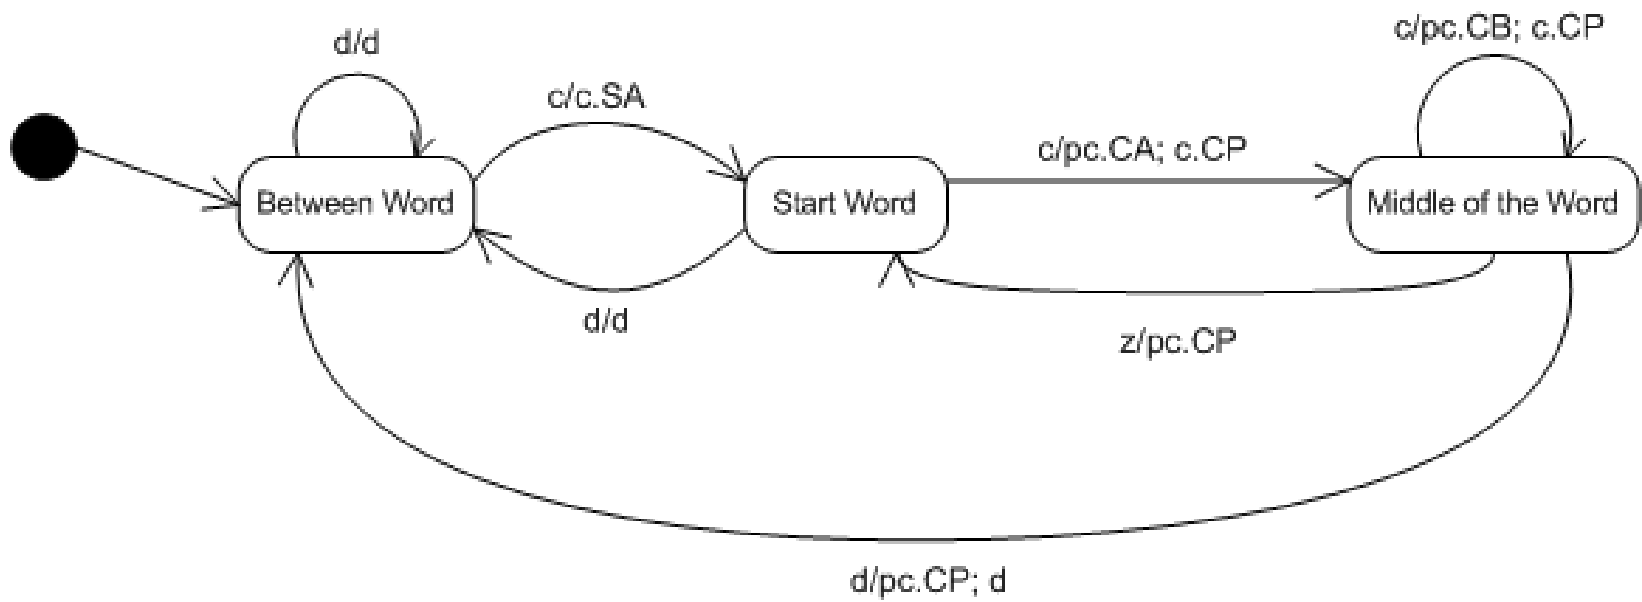 c/pc.CB; c.CP
d/d
c/c.SA
c/pc.CA; c.CP
Between Word
Start Word
Middle of the Word
d/d
z/pc.CP
d/pc.CP; d